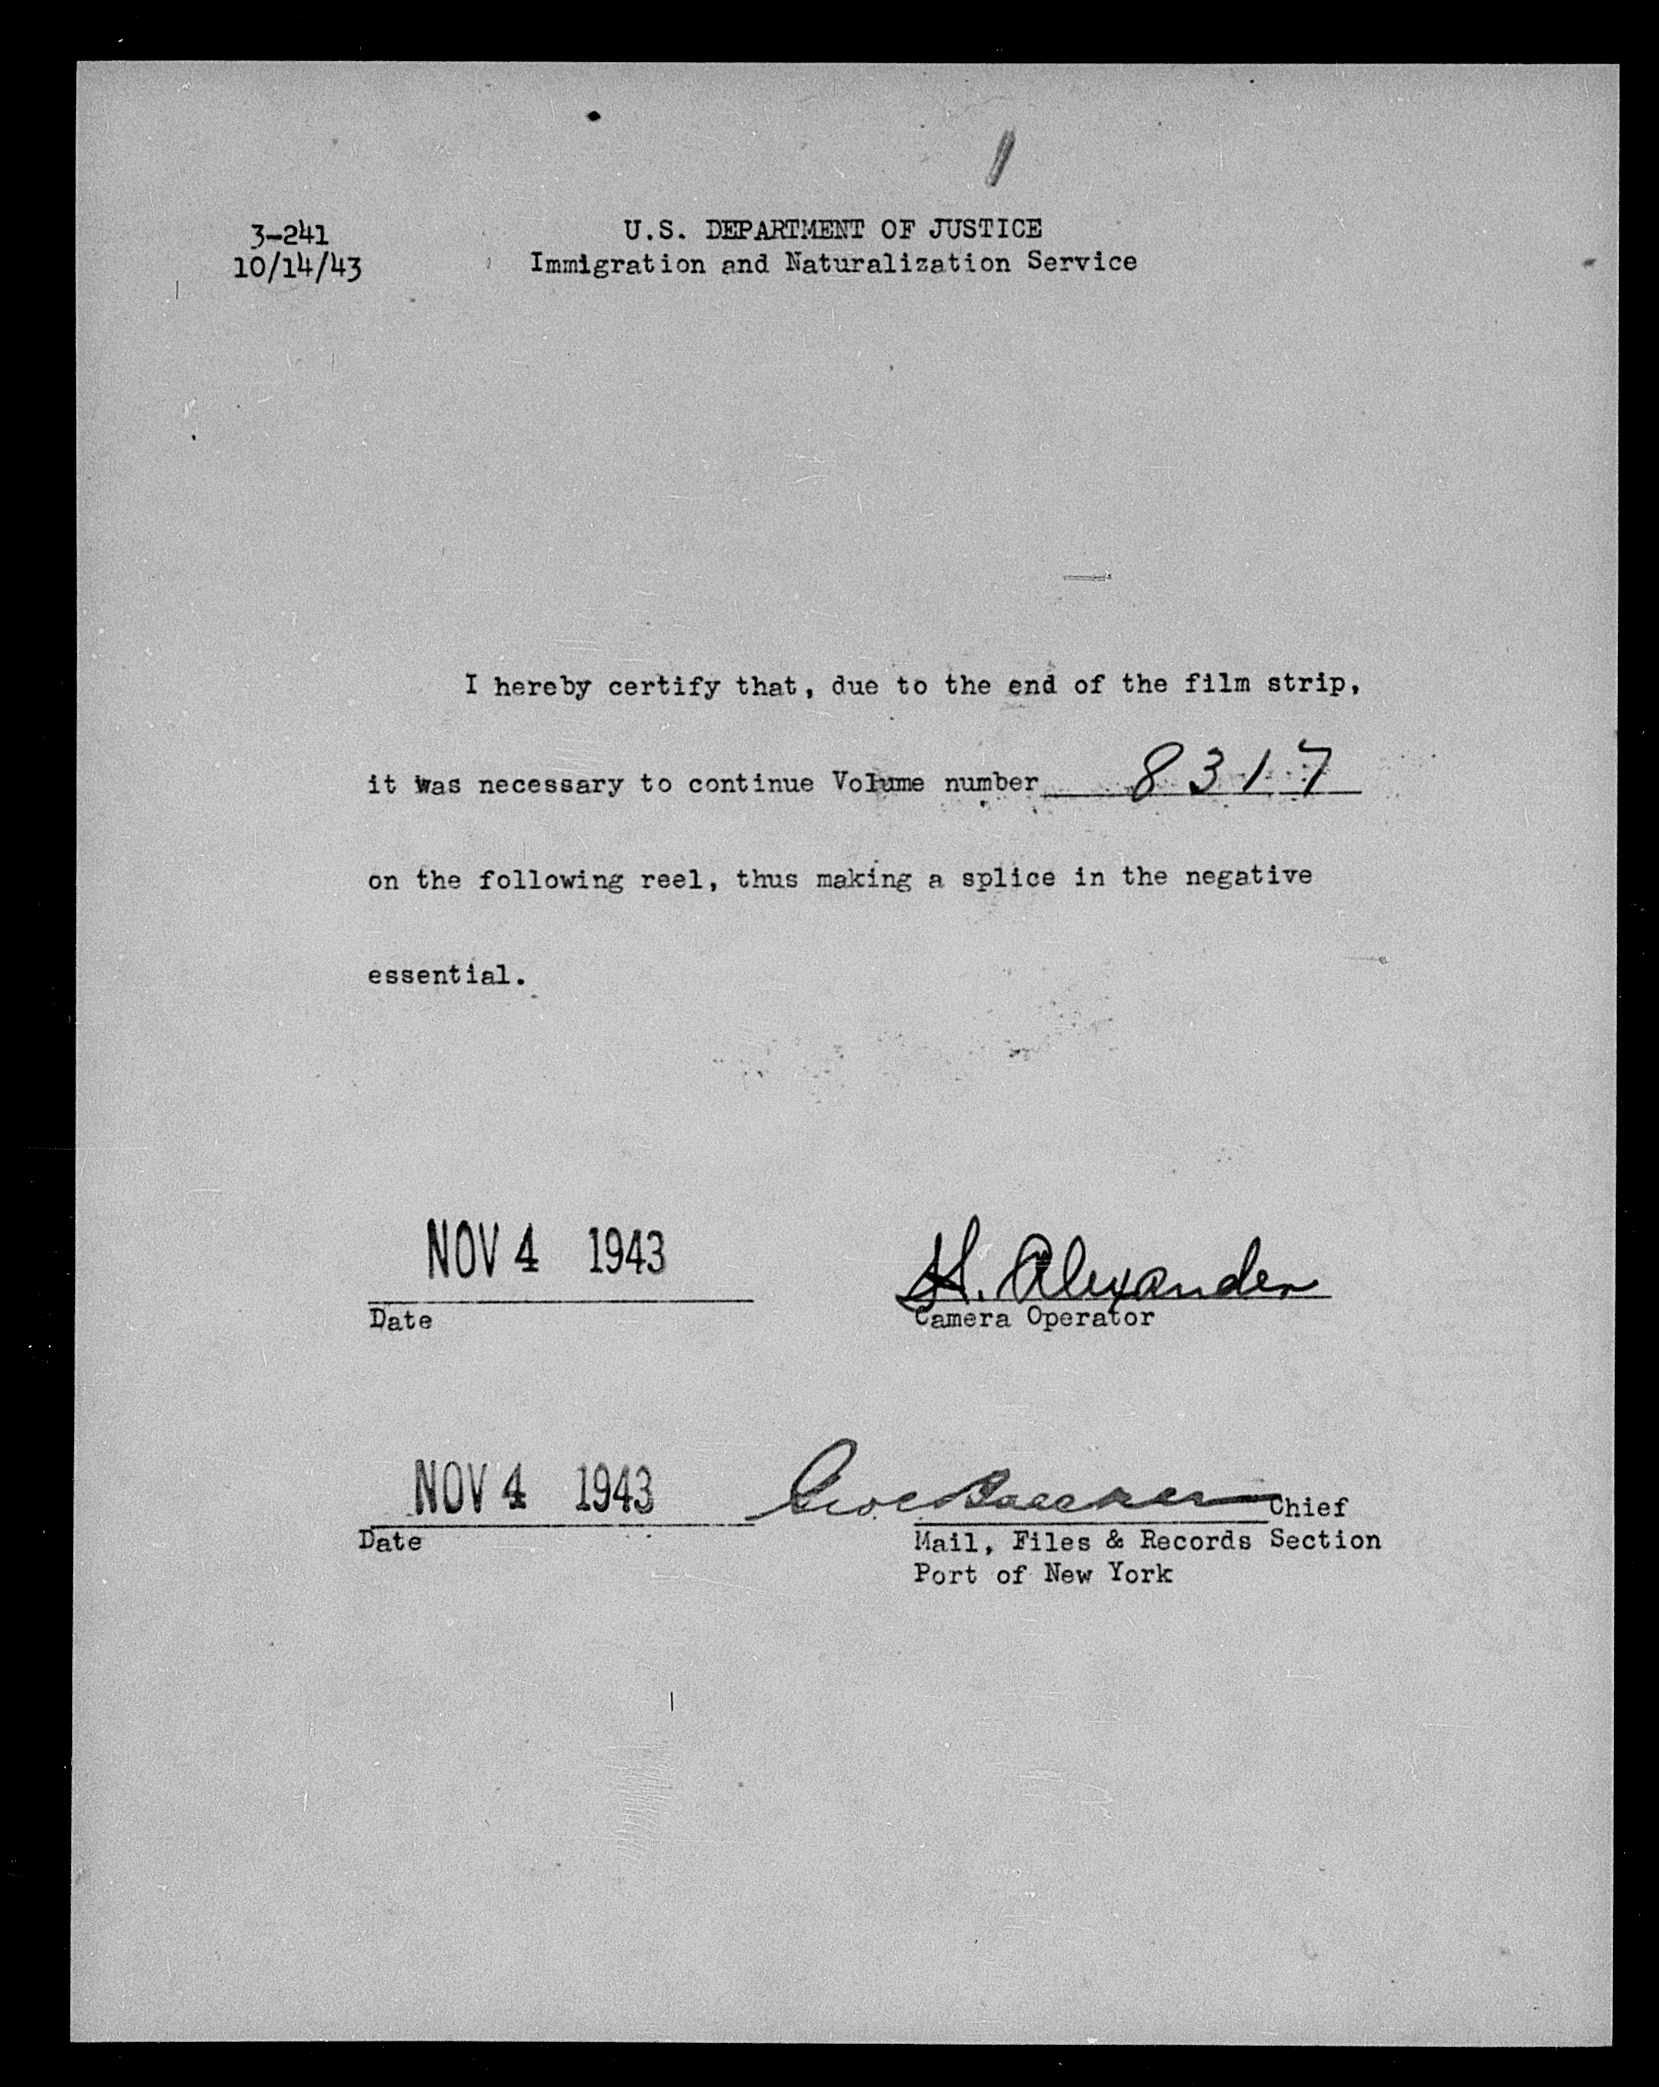 3-241
10/14/43
U.S. DEPARTMENT OF JUSTICE
Immigration and Naturalization Service
I hereby certify that, due to the end of the film strip,
it was necessary to continue Volume number 8317
on the following reel, thus making a splice in the negative
essential.
NOV 4 1943
Date
H. Alexander
Camera Operator
NOV 4 1943
Date
Chief
Mail, Files & Records Section
Port of New York